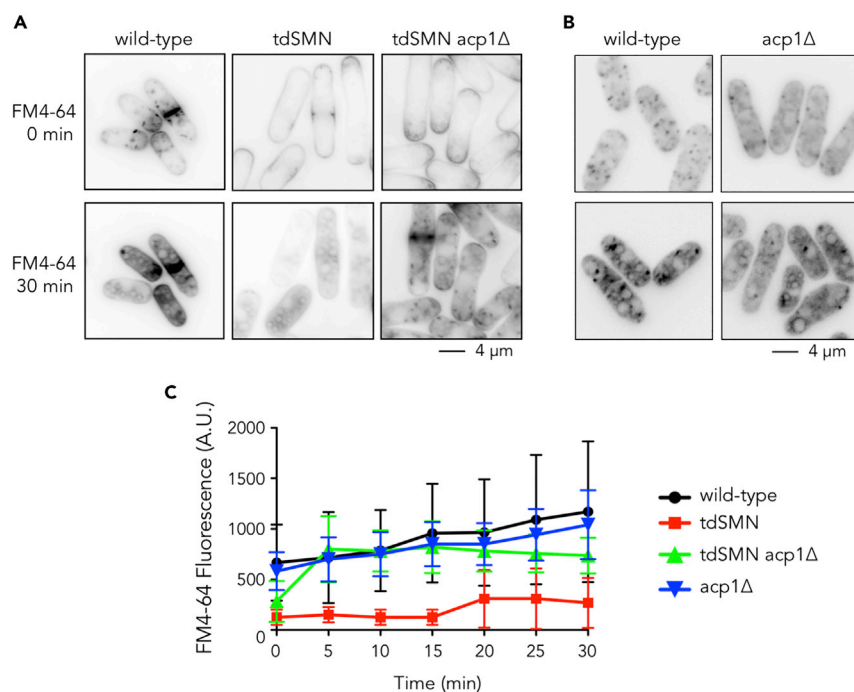 A
B
wild-type tdSMN tdSMN acp1Δ
wild-type acp1Δ
FM4-64
0 min
FM4-64
30 min
4 µm
4 µm
C
FM4-64 Fluorescence (A.U.)
2000
1500
1000
500
0
0 5 10 15 20 25 30
Time (min)
wild-type
tdSMN
tdSMN acp1Δ
acp1Δ